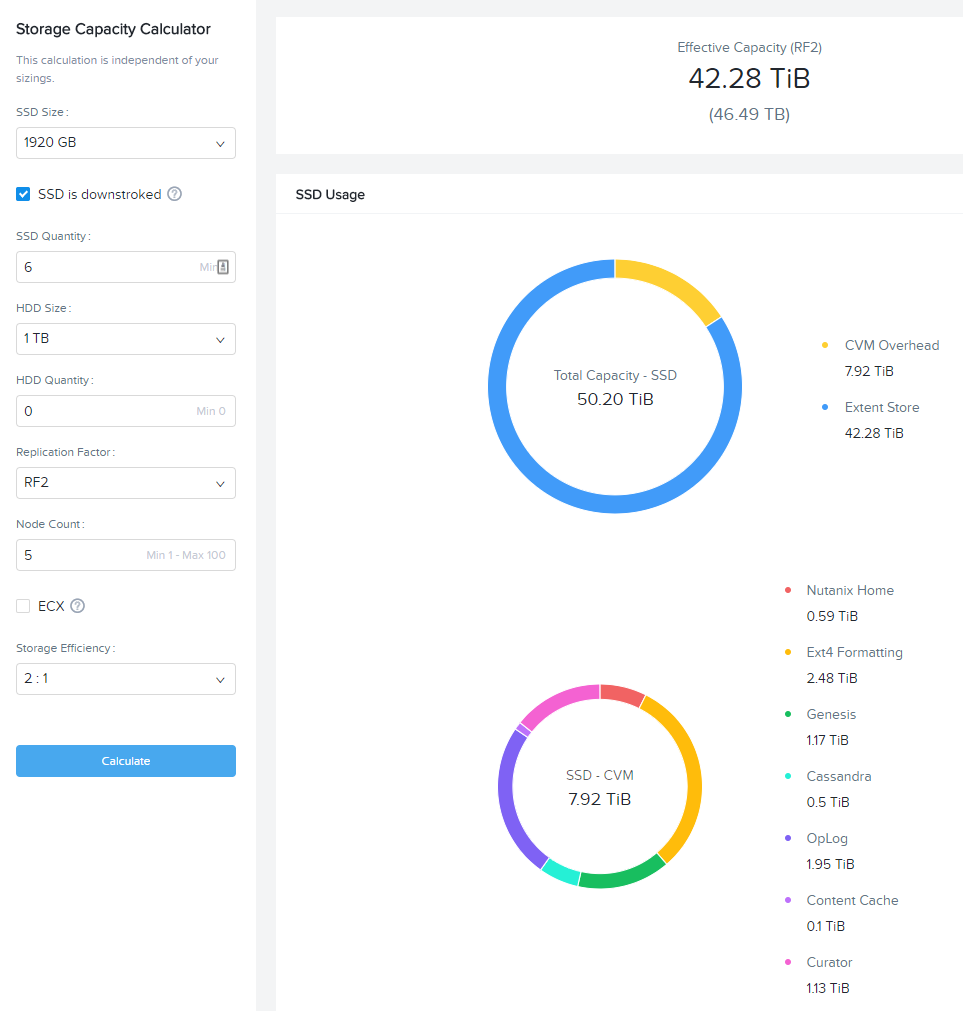 Storage Capacity Calculator
This calculation is independent of your
sizings.
SSD Size :
1920 GB
SSD is downstroked ?
SSD Quantity :
6
HDD Size :
1 TB
HDD Quantity :
0 Min 0
Replication Factor :
RF2
Node Count :
5 Min 1 - Max 100
ECX ?
Storage Efficiency :
2 : 1
Calculate
Effective Capacity (RF2)
42.28 TiB
(46.49 TB)
SSD Usage
Total Capacity - SSD
50.20 TiB
CVM Overhead
7.92 TiB
Extent Store
42.28 TiB
SSD - CVM
7.92 TiB
Nutanix Home
0.59 TiB
Ext4 Formatting
2.48 TiB
Genesis
1.17 TiB
Cassandra
0.5 TiB
OpLog
1.95 TiB
Content Cache
0.1 TiB
Curator
1.13 TiB